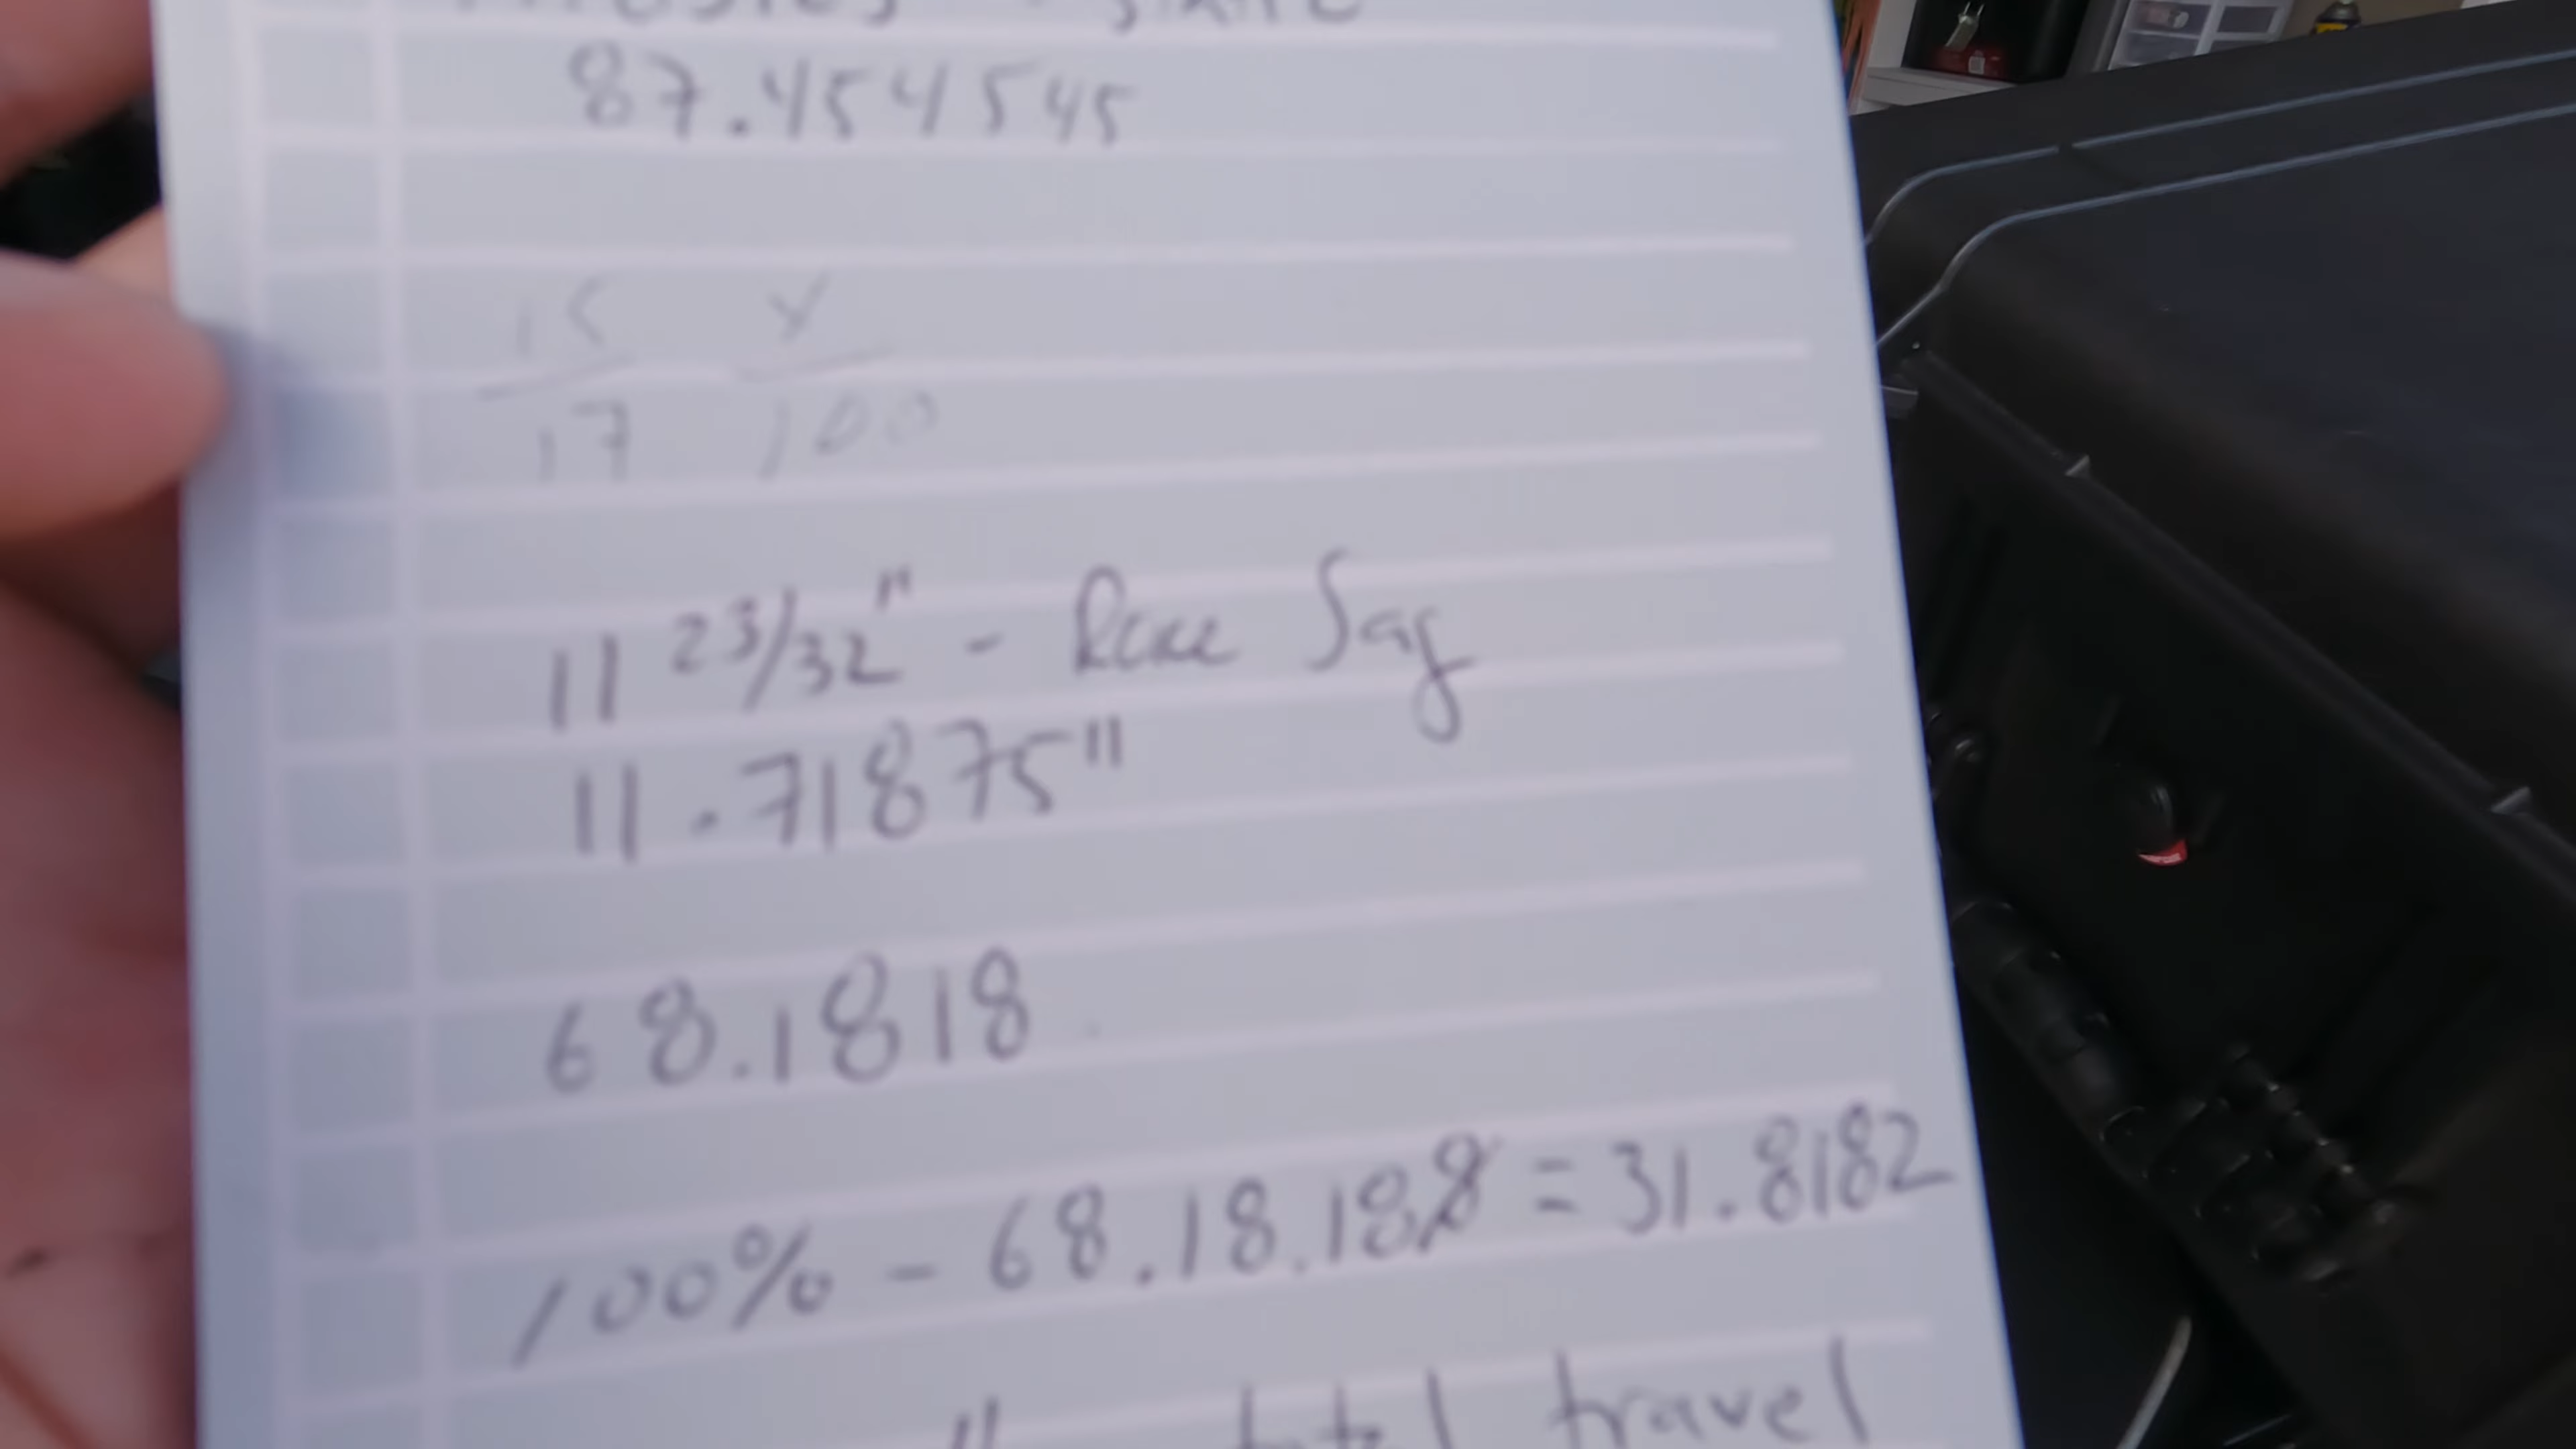 87.454545
15 x
17 100
11 23/32" - Race Sag
11.71875"
68.1818
100% - 68.18.188 = 31.8182
" total travel